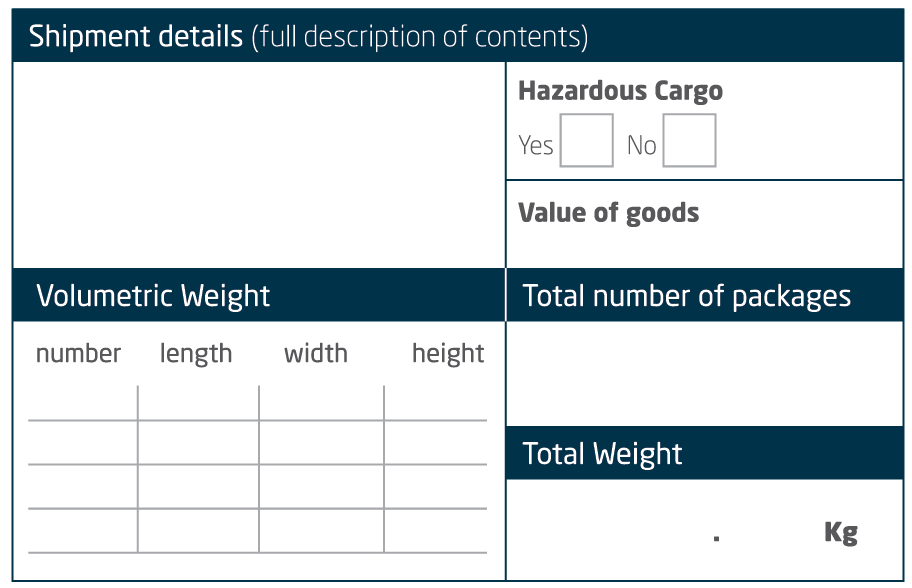 Shipment details (full description of contents)
Hazardous Cargo
Yes No
Value of goods
Volumetric Weight
number length width height
Total number of packages
Total Weight
. Kg